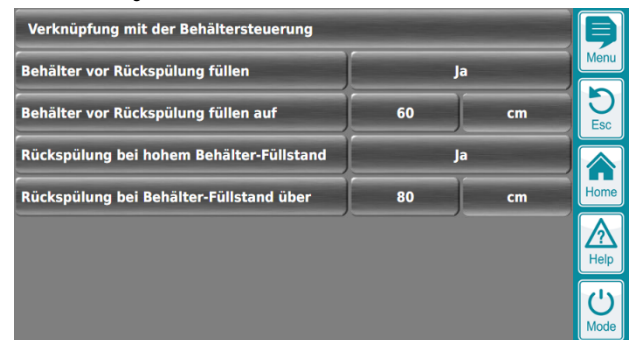 Verknüpfung mit der Behältersteuerung
Menu
Behälter vor Rückspülung füllen Ja
Behälter vor Rückspülung füllen auf 60 cm
Esc
Rückspülung bei hohem Behälter-Füllstand Ja
Rückspülung bei Behälter-Füllstand über 80 cm
Home
?
Help
Mode